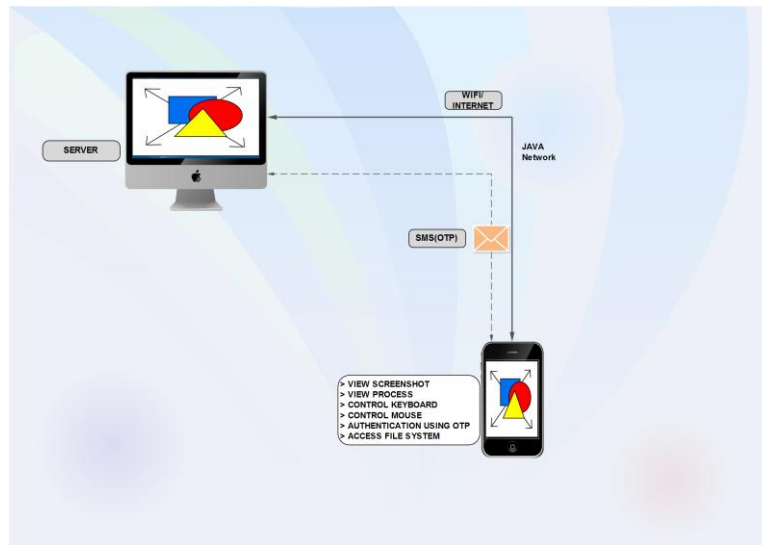 WIFI/
INTERNET
SERVER
JAVA
Network
SMS(OTP)
> VIEW SCREENSHOT
> VIEW PROCESS
> CONTROL KEYBOARD
> CONTROL MOUSE
> AUTHENTICATION USING OTP
> ACCESS FILE SYSTEM